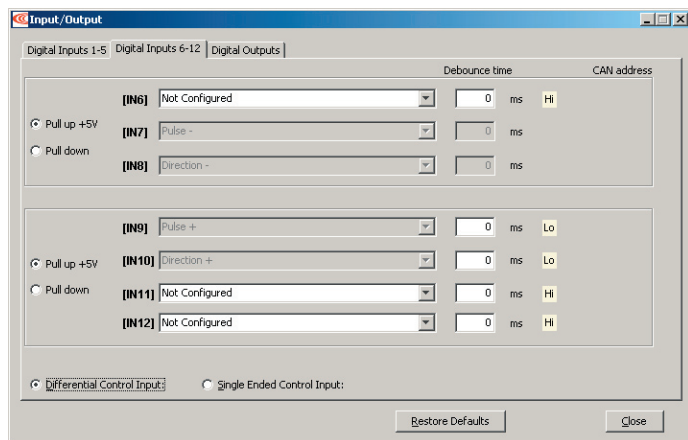 Input/Output
Digital Inputs 1-5 Digital Inputs 6-12 Digital Outputs
Debounce time CAN address
[IN6] Not Configured 0 ms Hi
Pull up +5V
[IN7] Pulse - 0 ms
Pull down
[IN8] Direction - 0 ms
[IN9] Pulse + 0 ms Lo
Pull up +5V
[IN10] Direction + 0 ms Lo
Pull down
[IN11] Not Configured 0 ms Hi
[IN12] Not Configured 0 ms Hi
Differential Control Input: Single Ended Control Input:
Restore Defaults Close